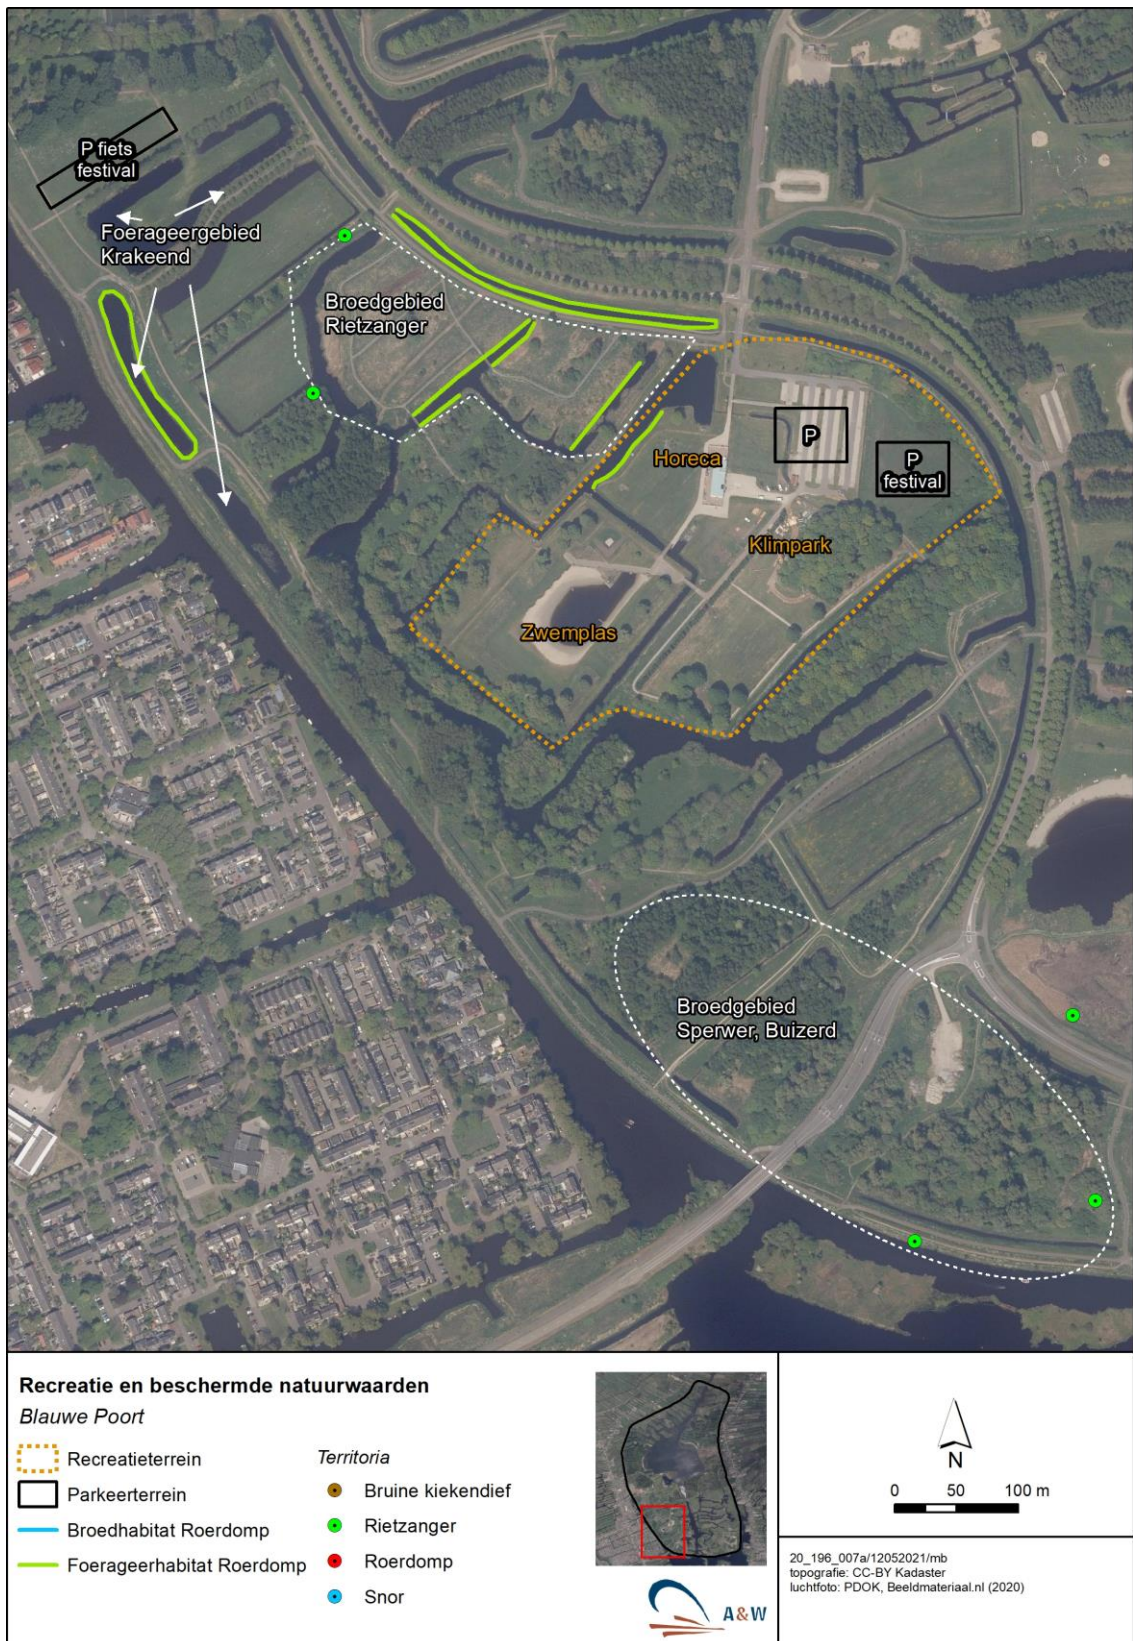 P fiets
festival
Foerageergebied
Krakeend
Broedgebied
Rietzanger
P
Horeca
P
festival
Klimpark
Zwemplas
Broedgebied
Sperwer, Buizerd
Recreatie en beschermde natuurwaarden
Blauwe Poort
Recreatieterrein
Parkeerterrein
Broedhabitat Roerdomp
Foerageerhabitat Roerdomp
Territoria
Bruine kiekendief
Rietzanger
Roerdomp
Snor
A&W
N
0 50 100 m
20_196_007a/12052021/mb
topografie: CC-BY Kadaster
luchtfoto: PDOK, Beeldmateriaal.nl (2020)